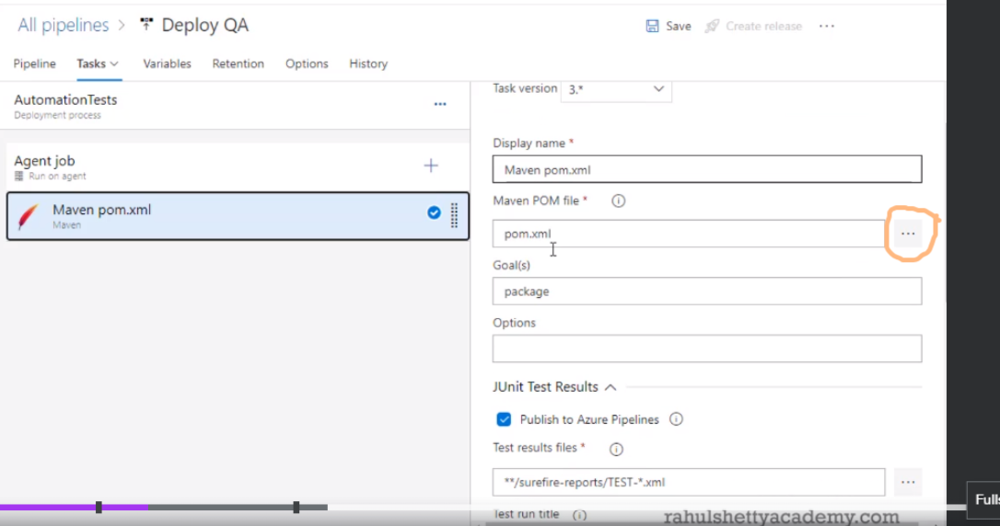 All pipelines > Deploy QA
Save Create release ...
Pipeline Tasks Variables Retention Options History
AutomationTests
Deployment process
...
Agent job
Run on agent
+
Maven pom.xml
Maven
Task version 3.*
Display name *
Maven pom.xml
Maven POM file *
pom.xml
...
Goal(s)
package
Options
JUnit Test Results
Publish to Azure Pipelines
Test results files *
**/surefire-reports/TEST-*.xml
...
Test run title
rahulshettyacademy.com
Fulls